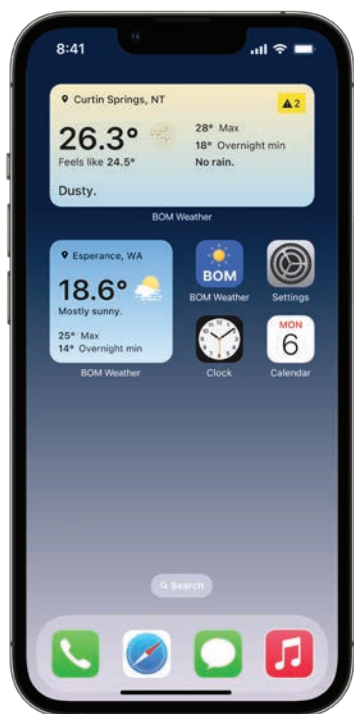 8:41
Curtin Springs, NT
2
26.3°
Feels like 24.5°
28° Max
18° Overnight min
No rain.
Dusty.
BOM Weather
Esperance, WA
18.6°
Mostly sunny.
25° Max
14° Overnight min
BOM Weather
BOM
BOM Weather
Settings
Clock
MON
6
Calendar
Search